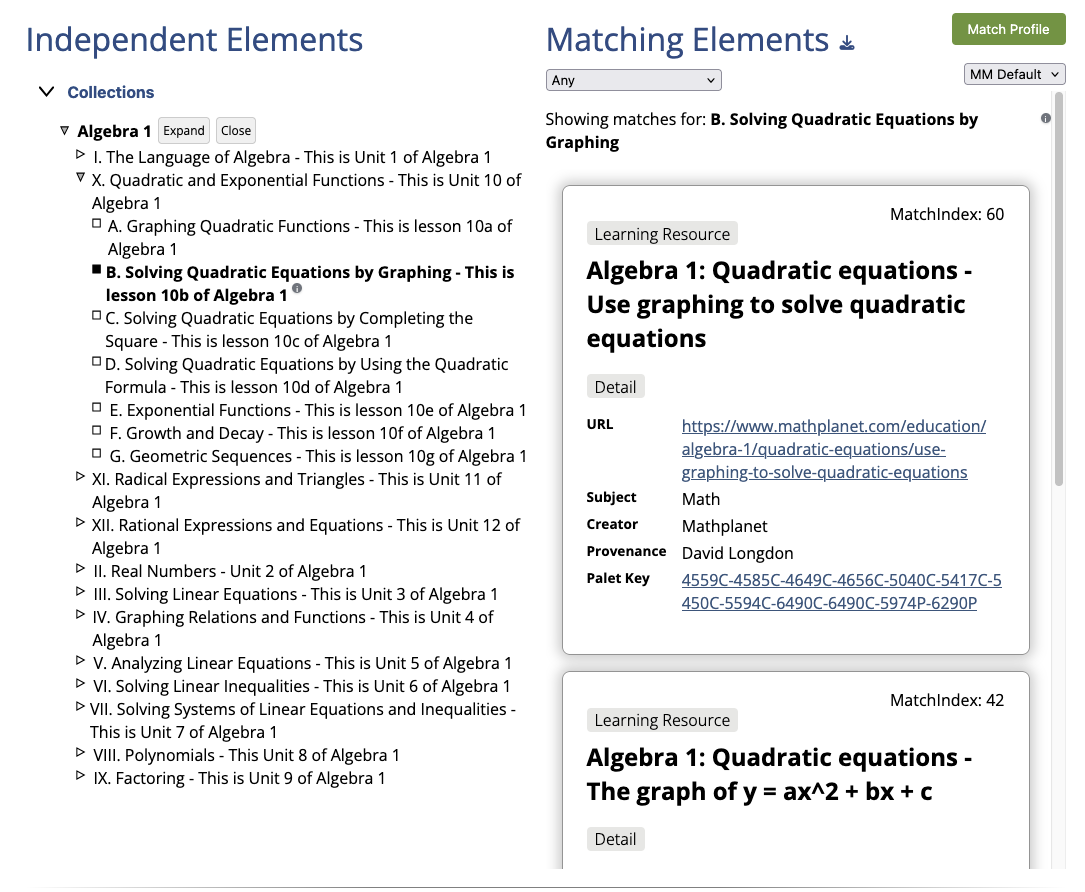 Independent Elements
Collections
Algebra 1 Expand Close
I. The Language of Algebra - This is Unit 1 of Algebra 1
X. Quadratic and Exponential Functions - This is Unit 10 of
Algebra 1
A. Graphing Quadratic Functions - This is lesson 10a of
Algebra 1
B. Solving Quadratic Equations by Graphing - This is
lesson 10b of Algebra 1
C. Solving Quadratic Equations by Completing the
Square - This is lesson 10c of Algebra 1
D. Solving Quadratic Equations by Using the Quadratic
Formula - This is lesson 10d of Algebra 1
E. Exponential Functions - This is lesson 10e of Algebra 1
F. Growth and Decay - This is lesson 10f of Algebra 1
G. Geometric Sequences - This is lesson 10g of Algebra 1
XI. Radical Expressions and Triangles - This is Unit 11 of
Algebra 1
XII. Rational Expressions and Equations - This is Unit 12 of
Algebra 1
II. Real Numbers - Unit 2 of Algebra 1
III. Solving Linear Equations - This is Unit 3 of Algebra 1
IV. Graphing Relations and Functions - This is Unit 4 of
Algebra 1
V. Analyzing Linear Equations - This is Unit 5 of Algebra 1
VI. Solving Linear Inequalities - This is Unit 6 of Algebra 1
VII. Solving Systems of Linear Equations and Inequalities -
This is Unit 7 of Algebra 1
VIII. Polynomials - This Unit 8 of Algebra 1
IX. Factoring - This is Unit 9 of Algebra 1
Matching Elements
Match Profile
Any
MM Default
Showing matches for: B. Solving Quadratic Equations by
Graphing
MatchIndex: 60
Learning Resource
Algebra 1: Quadratic equations -
Use graphing to solve quadratic
equations
Detail
URL https://www.mathplanet.com/education/
algebra-1/quadratic-equations/use-
graphing-to-solve-quadratic-equations
Subject Math
Creator Mathplanet
Provenance David Longdon
Palet Key 4559C-4585C-4649C-4656C-5040C-5417C-5
450C-5594C-6490C-6490C-5974P-6290P
MatchIndex: 42
Learning Resource
Algebra 1: Quadratic equations -
The graph of y = ax^2 + bx + c
Detail